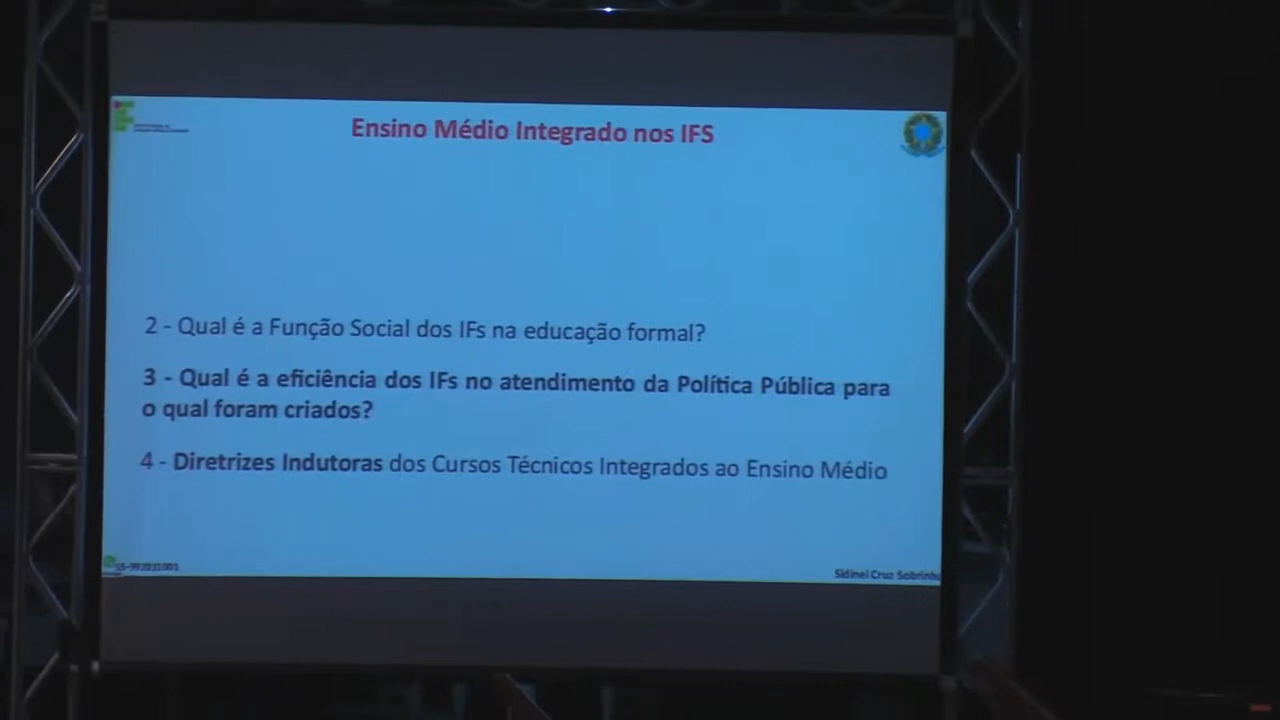 Ensino Médio Integrado nos IFS
2 - Qual é a Função Social dos IFs na educação formal?
3 - Qual é a eficiência dos IFs no atendimento da Política Pública para
o qual foram criados?
4 - Diretrizes Indutoras dos Cursos Técnicos Integrados ao Ensino Médio
Sidinei Cruz Sobrinho